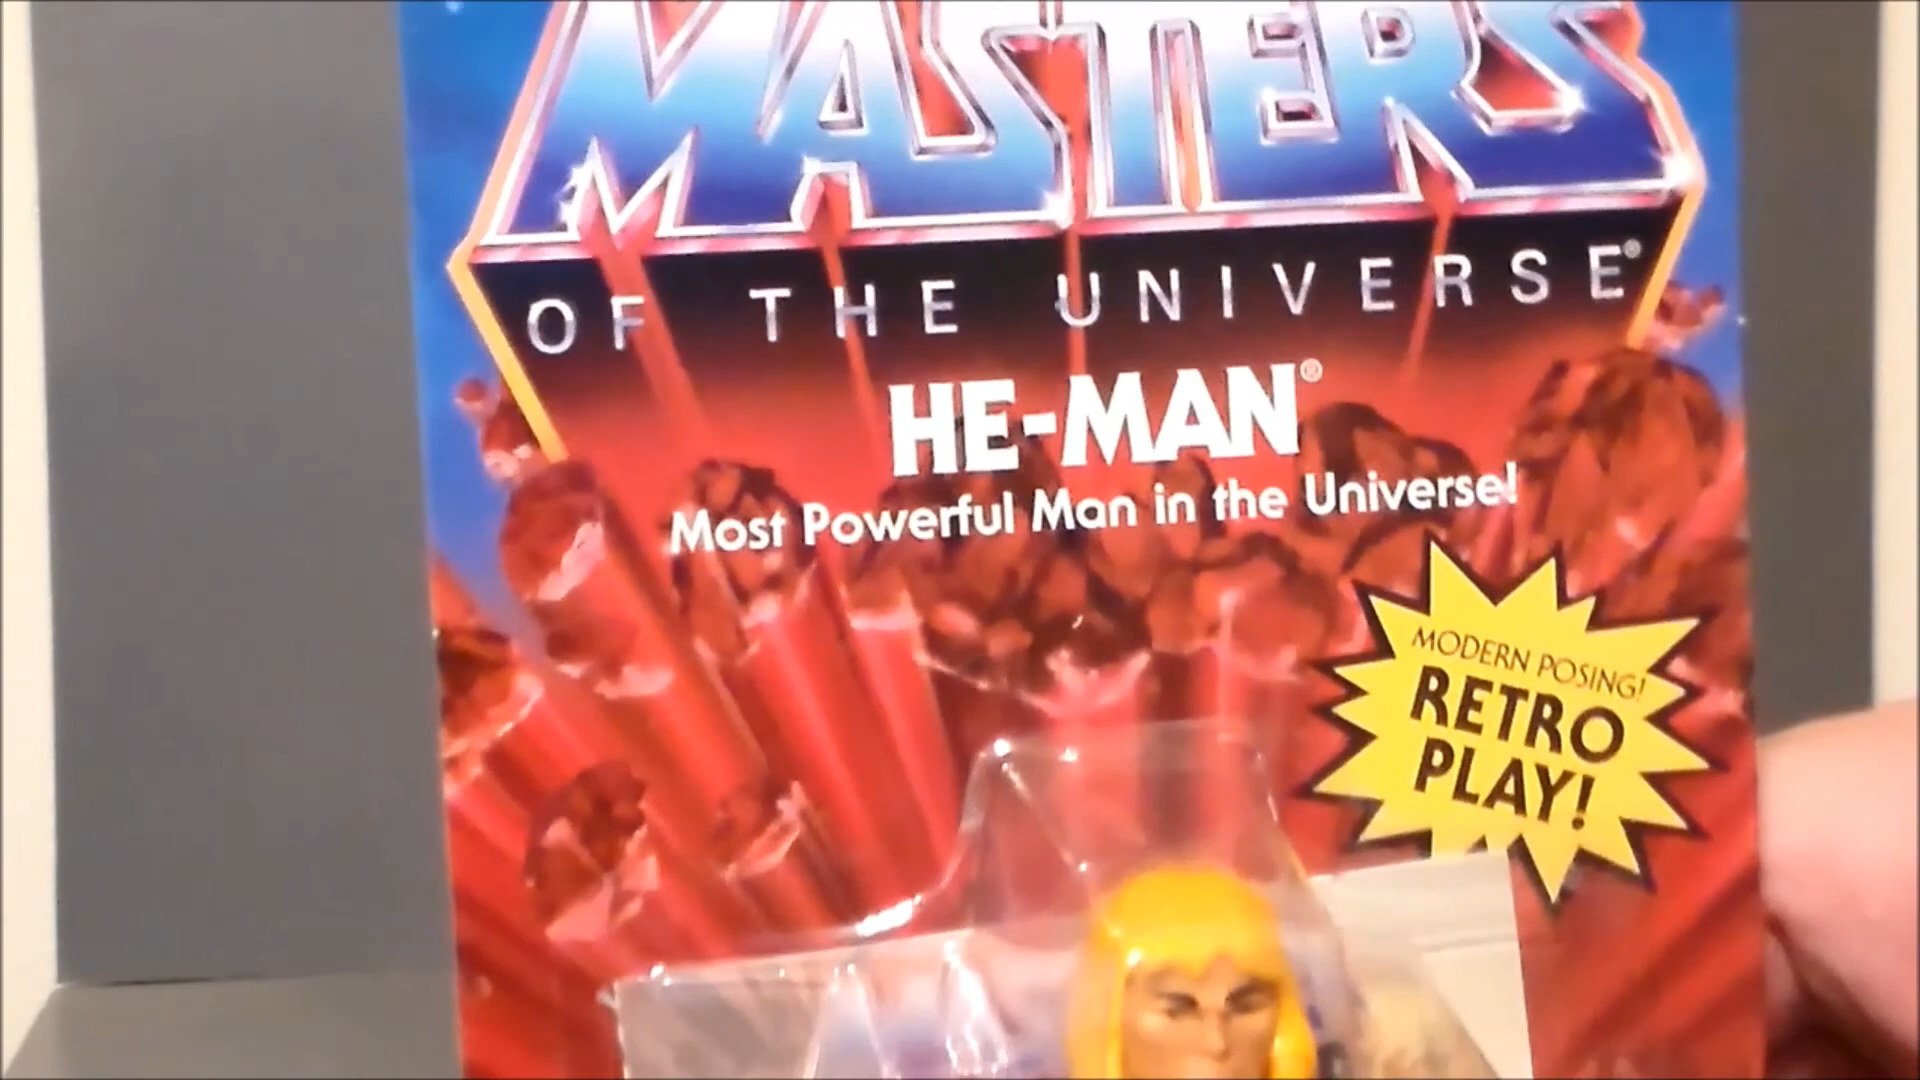 MASTERS
OF THE UNIVERSE®
HE-MAN®
Most Powerful Man in the Universe!
MODERN POSING!
RETRO
PLAY!